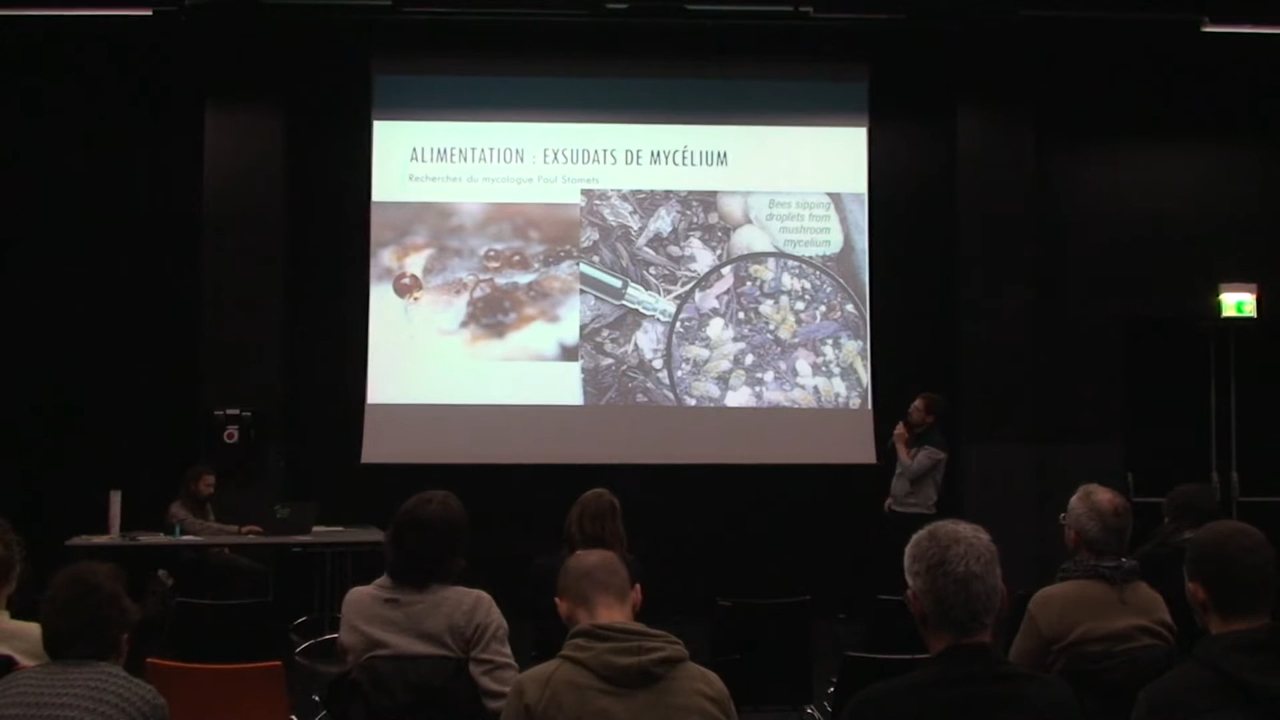 ALIMENTATION : EXSUDATS DE MYCÉLIUM
Recherches du mycologue Paul Stamets
Bees sipping
droplets from
mushroom
mycelium